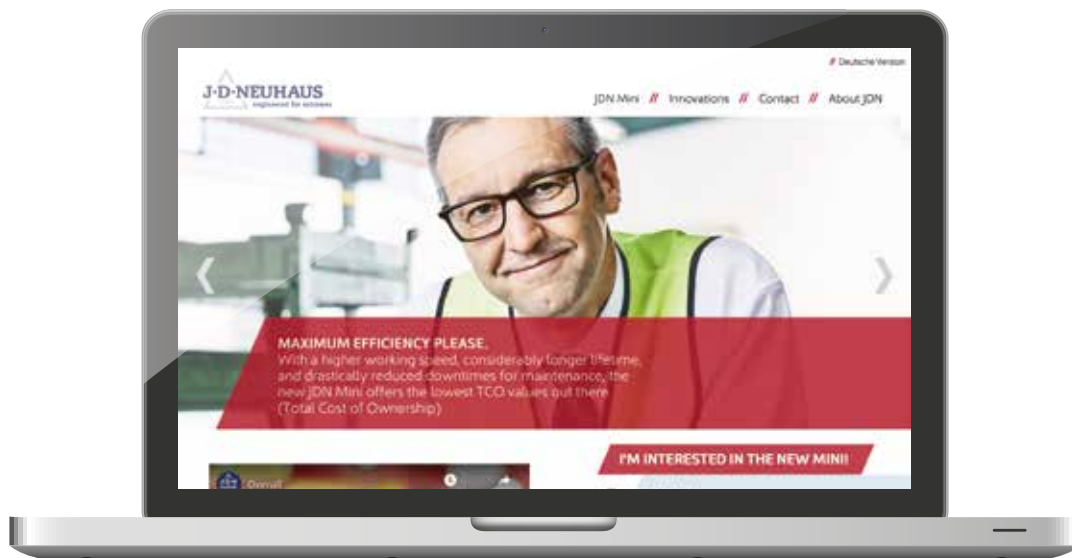 // Deutsche Version
J·D·NEUHAUS
engineered for extremes
JDN Mini // Innovations // Contact // About JDN
MAXIMUM EFFICIENCY PLEASE.
With a higher working speed, considerably longer lifetime,
and drastically reduced downtimes for maintenance, the
new JDN Mini offers the lowest TCO values out there
(Total Cost of Ownership)
I'M INTERESTED IN THE NEW MINI!
Overall